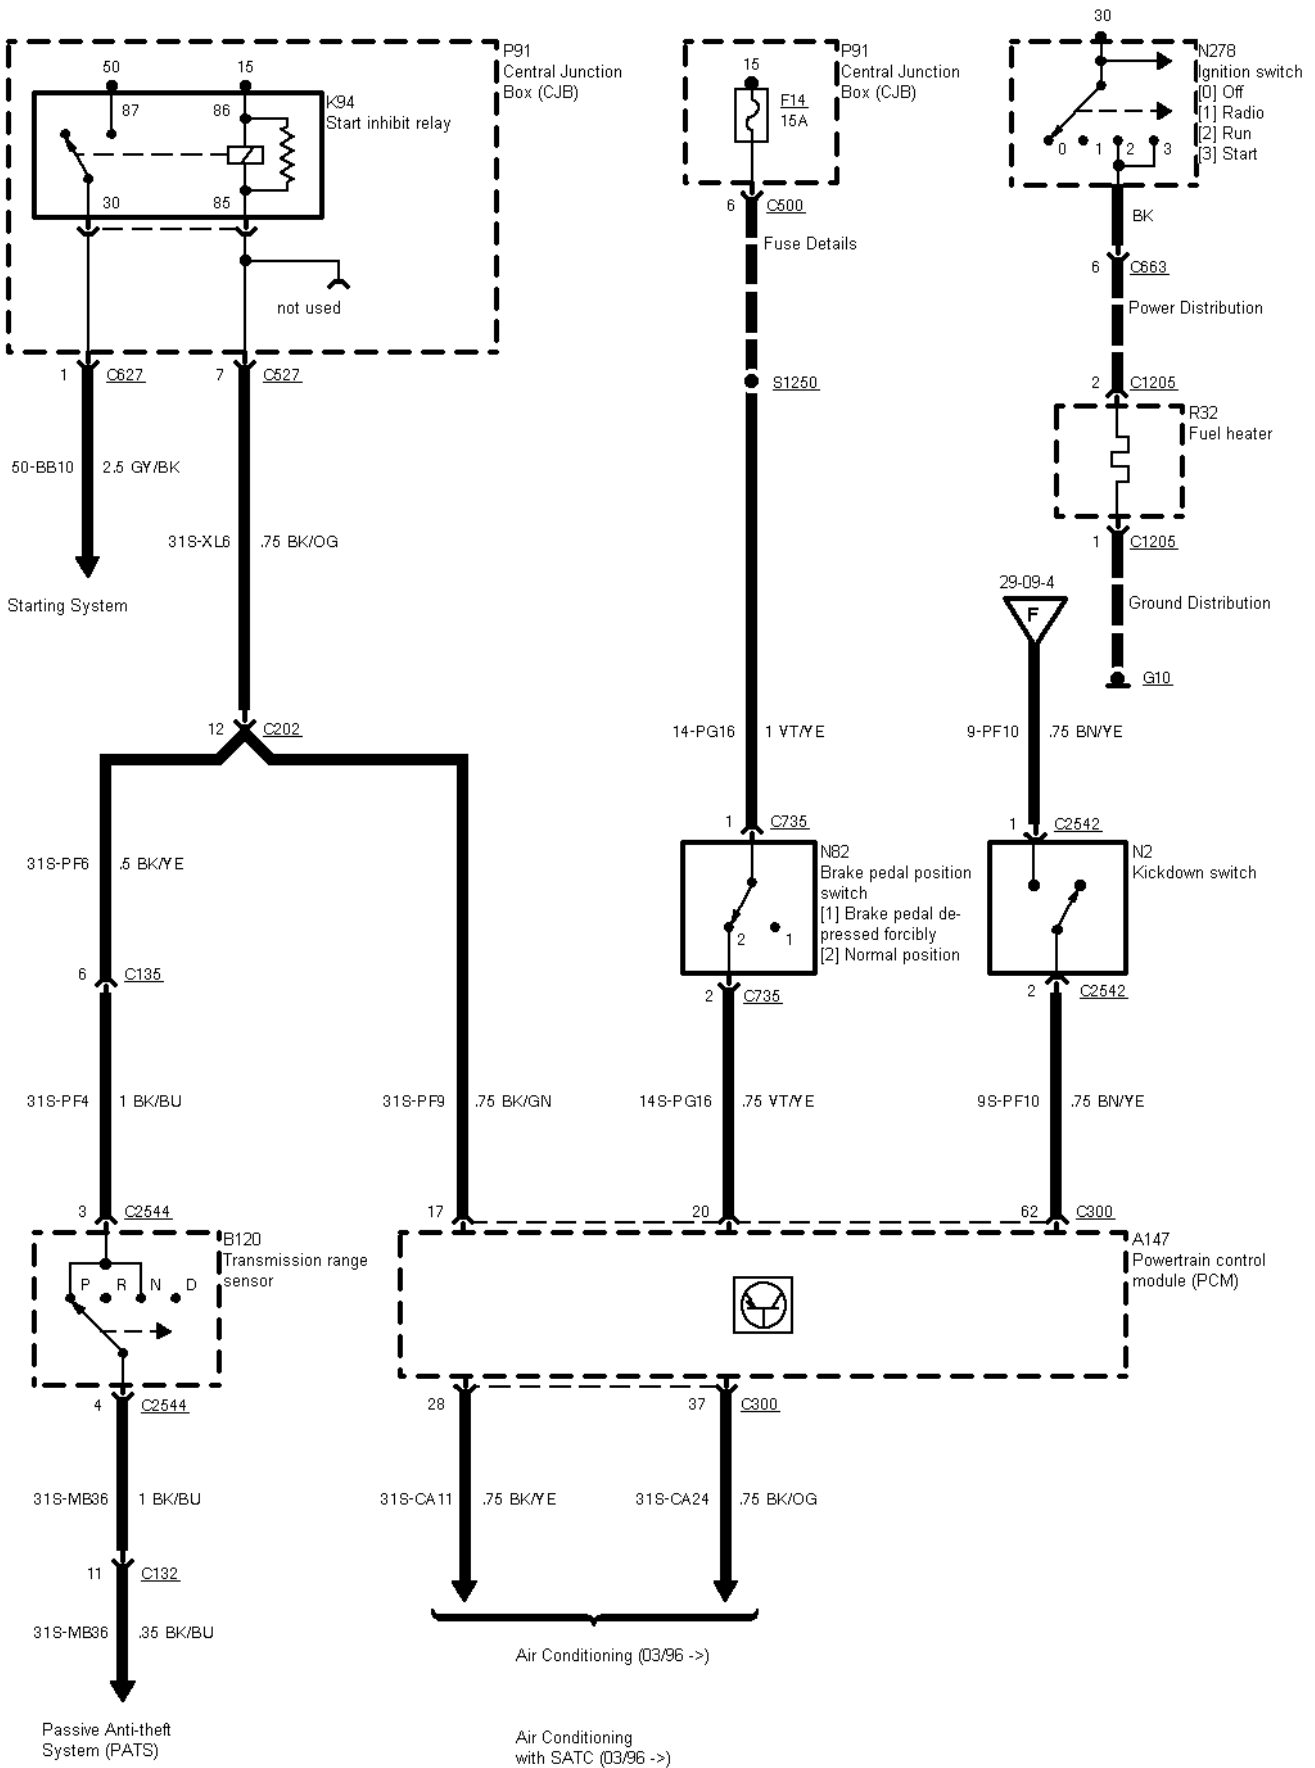 30
P91
Central Junction
Box (CJB)
50
15
87
86
K94
Start inhibit relay
30
85
not used
1
C627
7
C527
50-BB10
2.5 GY/BK
31S-XL6
.75 BK/OG
Starting System
12
C202
31S-PF6
.5 BK/YE
6
C135
31S-PF4
1 BK/BU
31S-PF9
.75 BK/GN
P91
Central Junction
Box (CJB)
15
F14
15A
6
C500
Fuse Details
S1250
14-PG16
1 VT/YE
1
C735
N82
Brake pedal position
switch
[1] Brake pedal de-
pressed forcibly
[2] Normal position
2
1
2
C735
14S-PG16
.75 VT/YE
N278
Ignition switch
[0] Off
[1] Radio
[2] Run
[3] Start
0
1
2
3
BK
6
C663
Power Distribution
2
C1205
R32
Fuel heater
1
C1205
29-09-4
F
Ground Distribution
G10
9-PF10
.75 BN/YE
1
C2542
N2
Kickdown switch
2
C2542
9S-PF10
.75 BN/YE
3
C2544
B120
Transmission range
sensor
P
R
N
D
4
C2544
31S-MB36
1 BK/BU
11
C132
31S-MB36
.35 BK/BU
Passive Anti-theft
System (PATS)
17
20
62
C300
A147
Powertrain control
module (PCM)
28
37
C300
31S-CA11
.75 BK/YE
31S-CA24
.75 BK/OG
Air Conditioning (03/96 ->)
Air Conditioning
with SATC (03/96 ->)